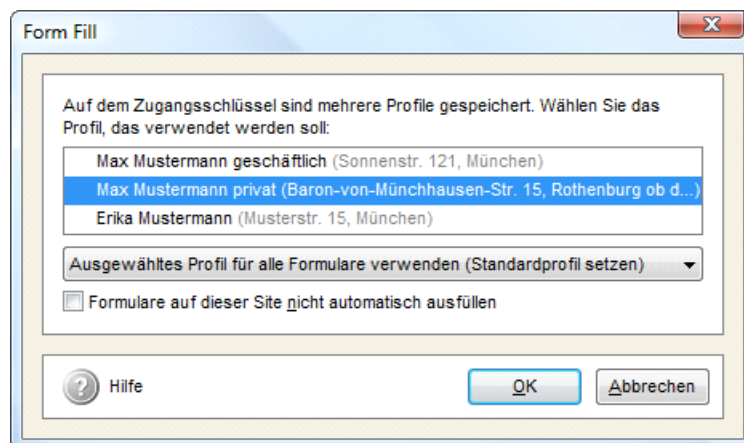 Form Fill
Auf dem Zugangsschlüssel sind mehrere Profile gespeichert. Wählen Sie das
Profil, das verwendet werden soll:
Max Mustermann geschäftlich (Sonnenstr. 121, München)
Max Mustermann privat (Baron-von-Münchhausen-Str. 15, Rothenburg ob d...)
Erika Mustermann (Musterstr. 15, München)
Ausgewähltes Profil für alle Formulare verwenden (Standardprofil setzen)
Formulare auf dieser Site nicht automatisch ausfüllen
? Hilfe OK Abbrechen